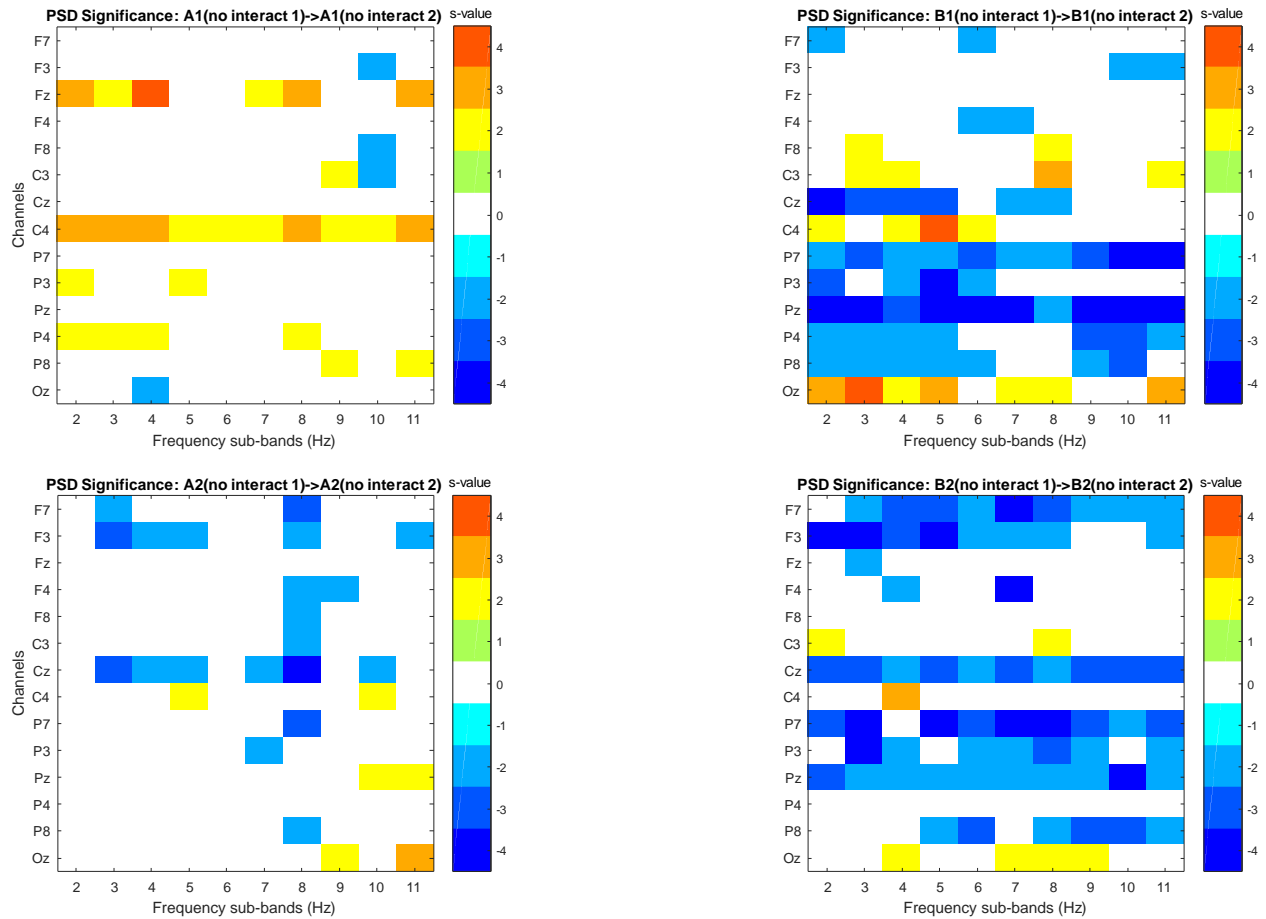 PSD Significance: A1(no interact 1)->A1(no interact 2) s-value
F7
F3
Fz
F4
F8
C3
Cz
C4
P7
P3
Pz
P4
P8
Oz
Channels
4
3
2
1
0
-1
-2
-3
-4
2 3 4 5 6 7 8 9 10 11
Frequency sub-bands (Hz)
PSD Significance: B1(no interact 1)->B1(no interact 2) s-value
F7
F3
Fz
F4
F8
C3
Cz
C4
P7
P3
Pz
P4
P8
Oz
4
3
2
1
0
-1
-2
-3
-4
2 3 4 5 6 7 8 9 10 11
Frequency sub-bands (Hz)
PSD Significance: A2(no interact 1)->A2(no interact 2) s-value
F7
F3
Fz
F4
F8
C3
Cz
C4
P7
P3
Pz
P4
P8
Oz
Channels
4
3
2
1
0
-1
-2
-3
-4
2 3 4 5 6 7 8 9 10 11
Frequency sub-bands (Hz)
PSD Significance: B2(no interact 1)->B2(no interact 2) s-value
F7
F3
Fz
F4
F8
C3
Cz
C4
P7
P3
Pz
P4
P8
Oz
4
3
2
1
0
-1
-2
-3
-4
2 3 4 5 6 7 8 9 10 11
Frequency sub-bands (Hz)